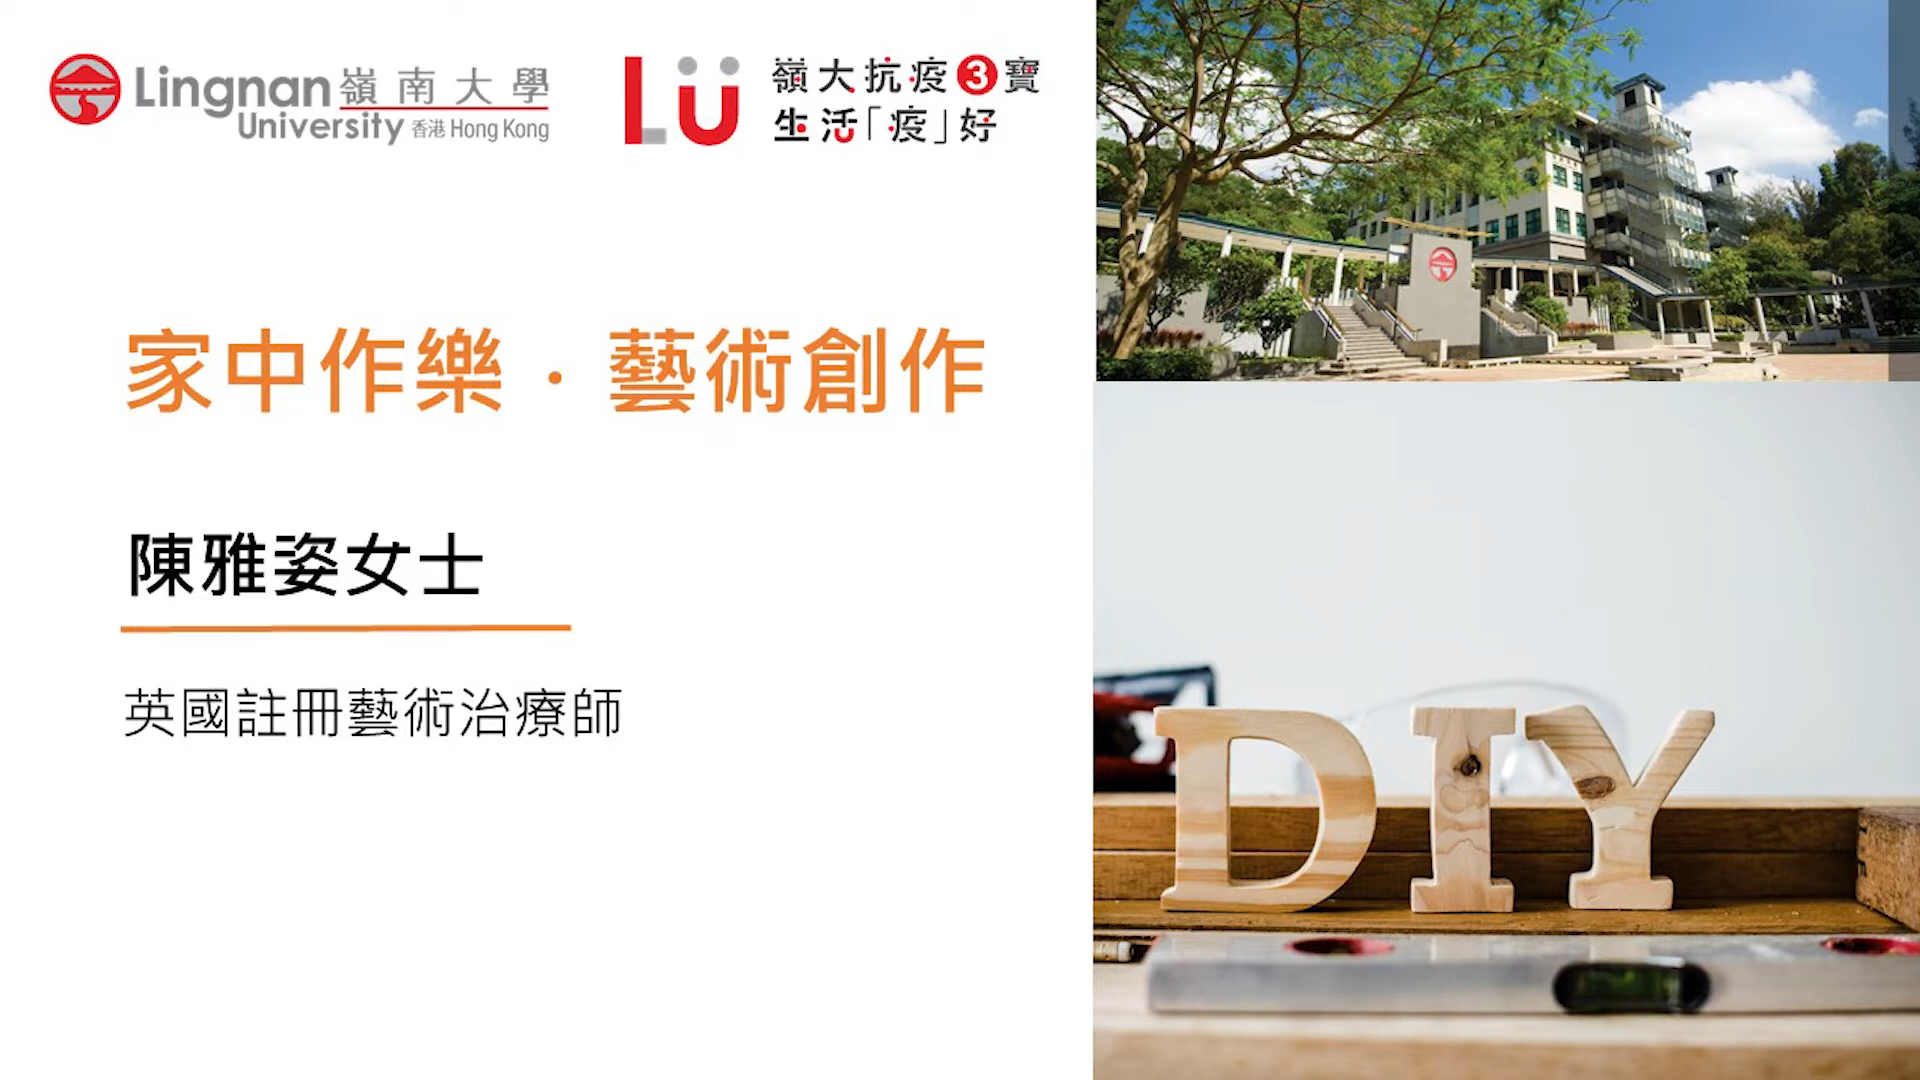 Lingnan 嶺南大學
University 香港 Hong Kong
LU 嶺大抗疫3寶
生活「疫」好
家中作樂．藝術創作
陳雅姿女士
英國註冊藝術治療師
DIY